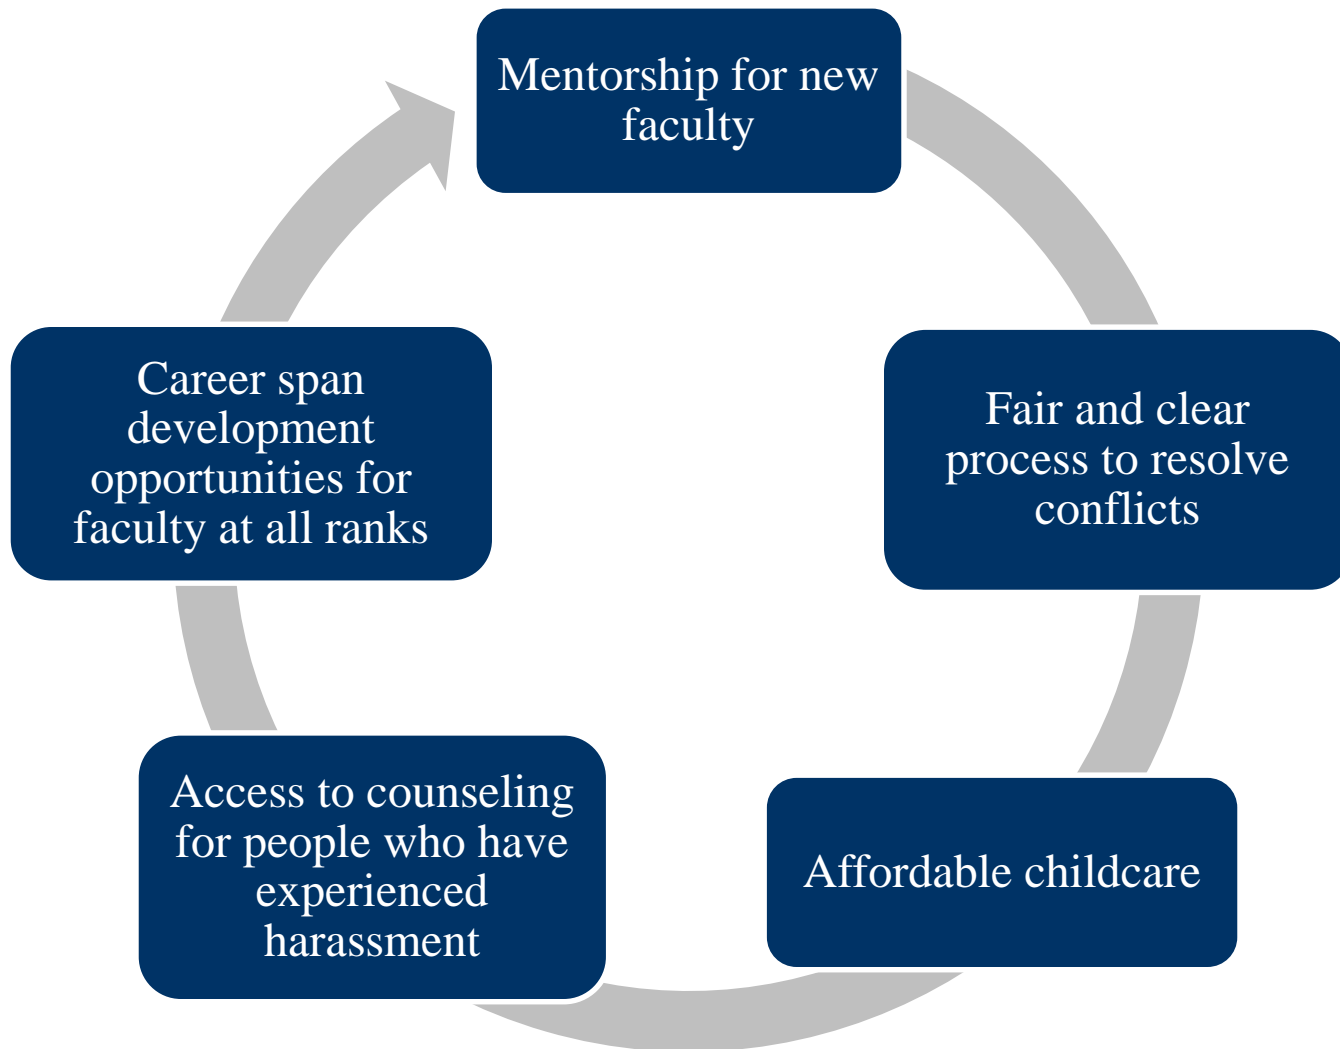 Mentorship for new
faculty
Fair and clear
process to resolve
conflicts
Affordable childcare
Access to counseling
for people who have
experienced
harassment
Career span
development
opportunities for
faculty at all ranks